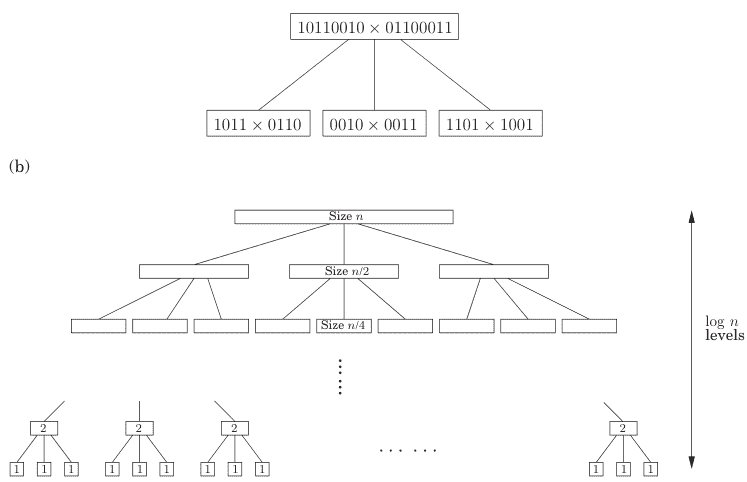 10110010 × 01100011
1011 × 0110 0010 × 0011 1101 × 1001
(b)
Size n
Size n/2
Size n/4
log n
levels
2 2 2 2
1 1 1 1 1 1 1 1 1 1 1 1